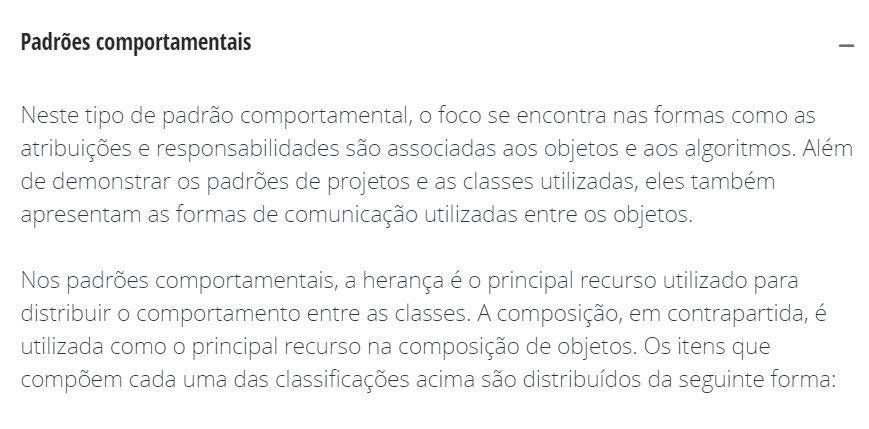 Padrões comportamentais
Neste tipo de padrão comportamental, o foco se encontra nas formas como as
atribuições e responsabilidades são associadas aos objetos e aos algoritmos. Além
de demonstrar os padrões de projetos e as classes utilizadas, eles também
apresentam as formas de comunicação utilizadas entre os objetos.
Nos padrões comportamentais, a herança é o principal recurso utilizado para
distribuir o comportamento entre as classes. A composição, em contrapartida, é
utilizada como o principal recurso na composição de objetos. Os itens que
compõem cada uma das classificações acima são distribuídos da seguinte forma: